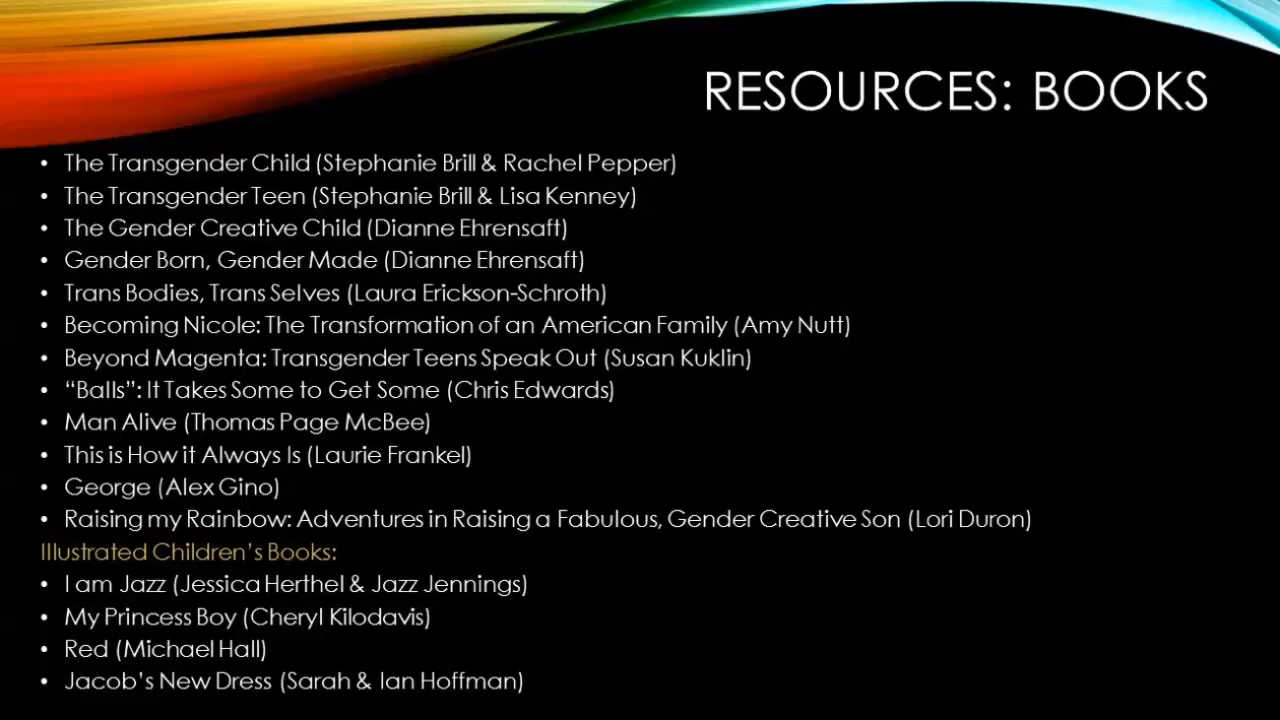 RESOURCES: BOOKS
• The Transgender Child (Stephanie Brill & Rachel Pepper)
• The Transgender Teen (Stephanie Brill & Lisa Kenney)
• The Gender Creative Child (Dianne Ehrensaft)
• Gender Born, Gender Made (Dianne Ehrensaft)
• Trans Bodies, Trans Selves (Laura Erickson-Schroth)
• Becoming Nicole: The Transformation of an American Family (Amy Nutt)
• Beyond Magenta: Transgender Teens Speak Out (Susan Kuklin)
• “Balls”: It Takes Some to Get Some (Chris Edwards)
• Man Alive (Thomas Page McBee)
• This is How it Always Is (Laurie Frankel)
• George (Alex Gino)
• Raising my Rainbow: Adventures in Raising a Fabulous, Gender Creative Son (Lori Duron)
Illustrated Children’s Books:
• I am Jazz (Jessica Herthel & Jazz Jennings)
• My Princess Boy (Cheryl Kilodavis)
• Red (Michael Hall)
• Jacob’s New Dress (Sarah & Ian Hoffman)